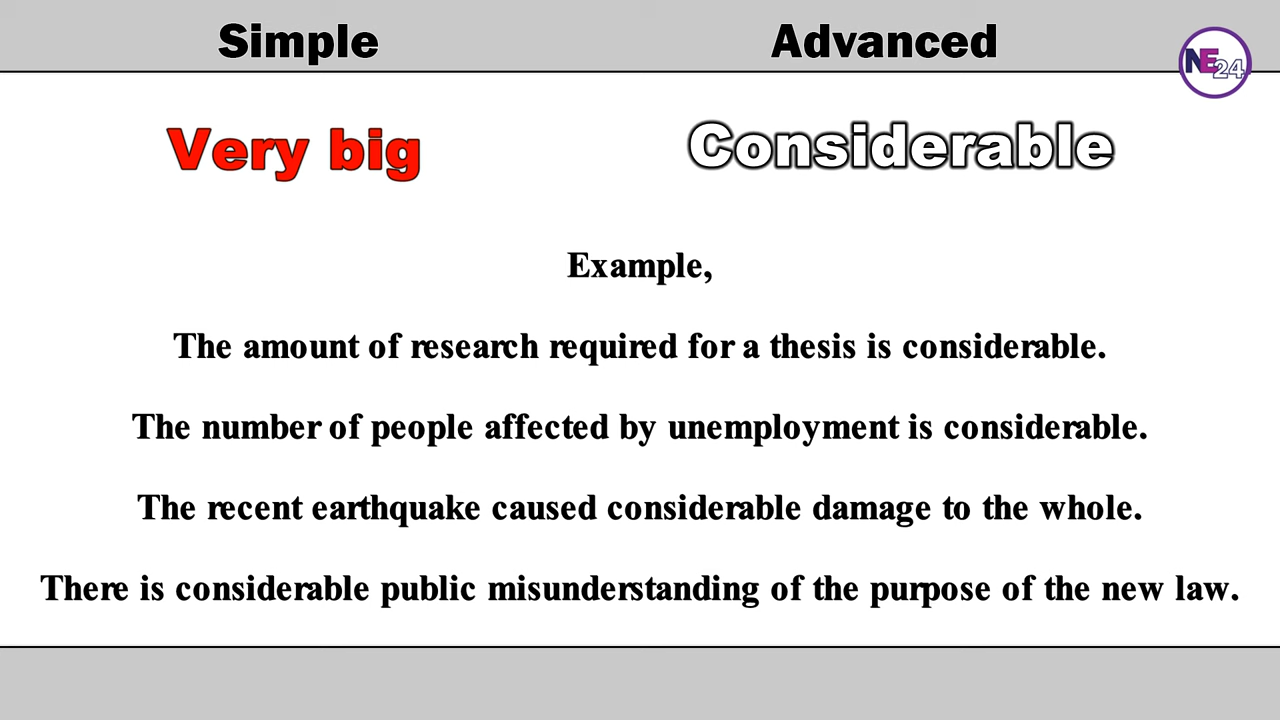 Simple Advanced
NE24
Very big Considerable
Example,
The amount of research required for a thesis is considerable.
The number of people affected by unemployment is considerable.
The recent earthquake caused considerable damage to the whole.
There is considerable public misunderstanding of the purpose of the new law.